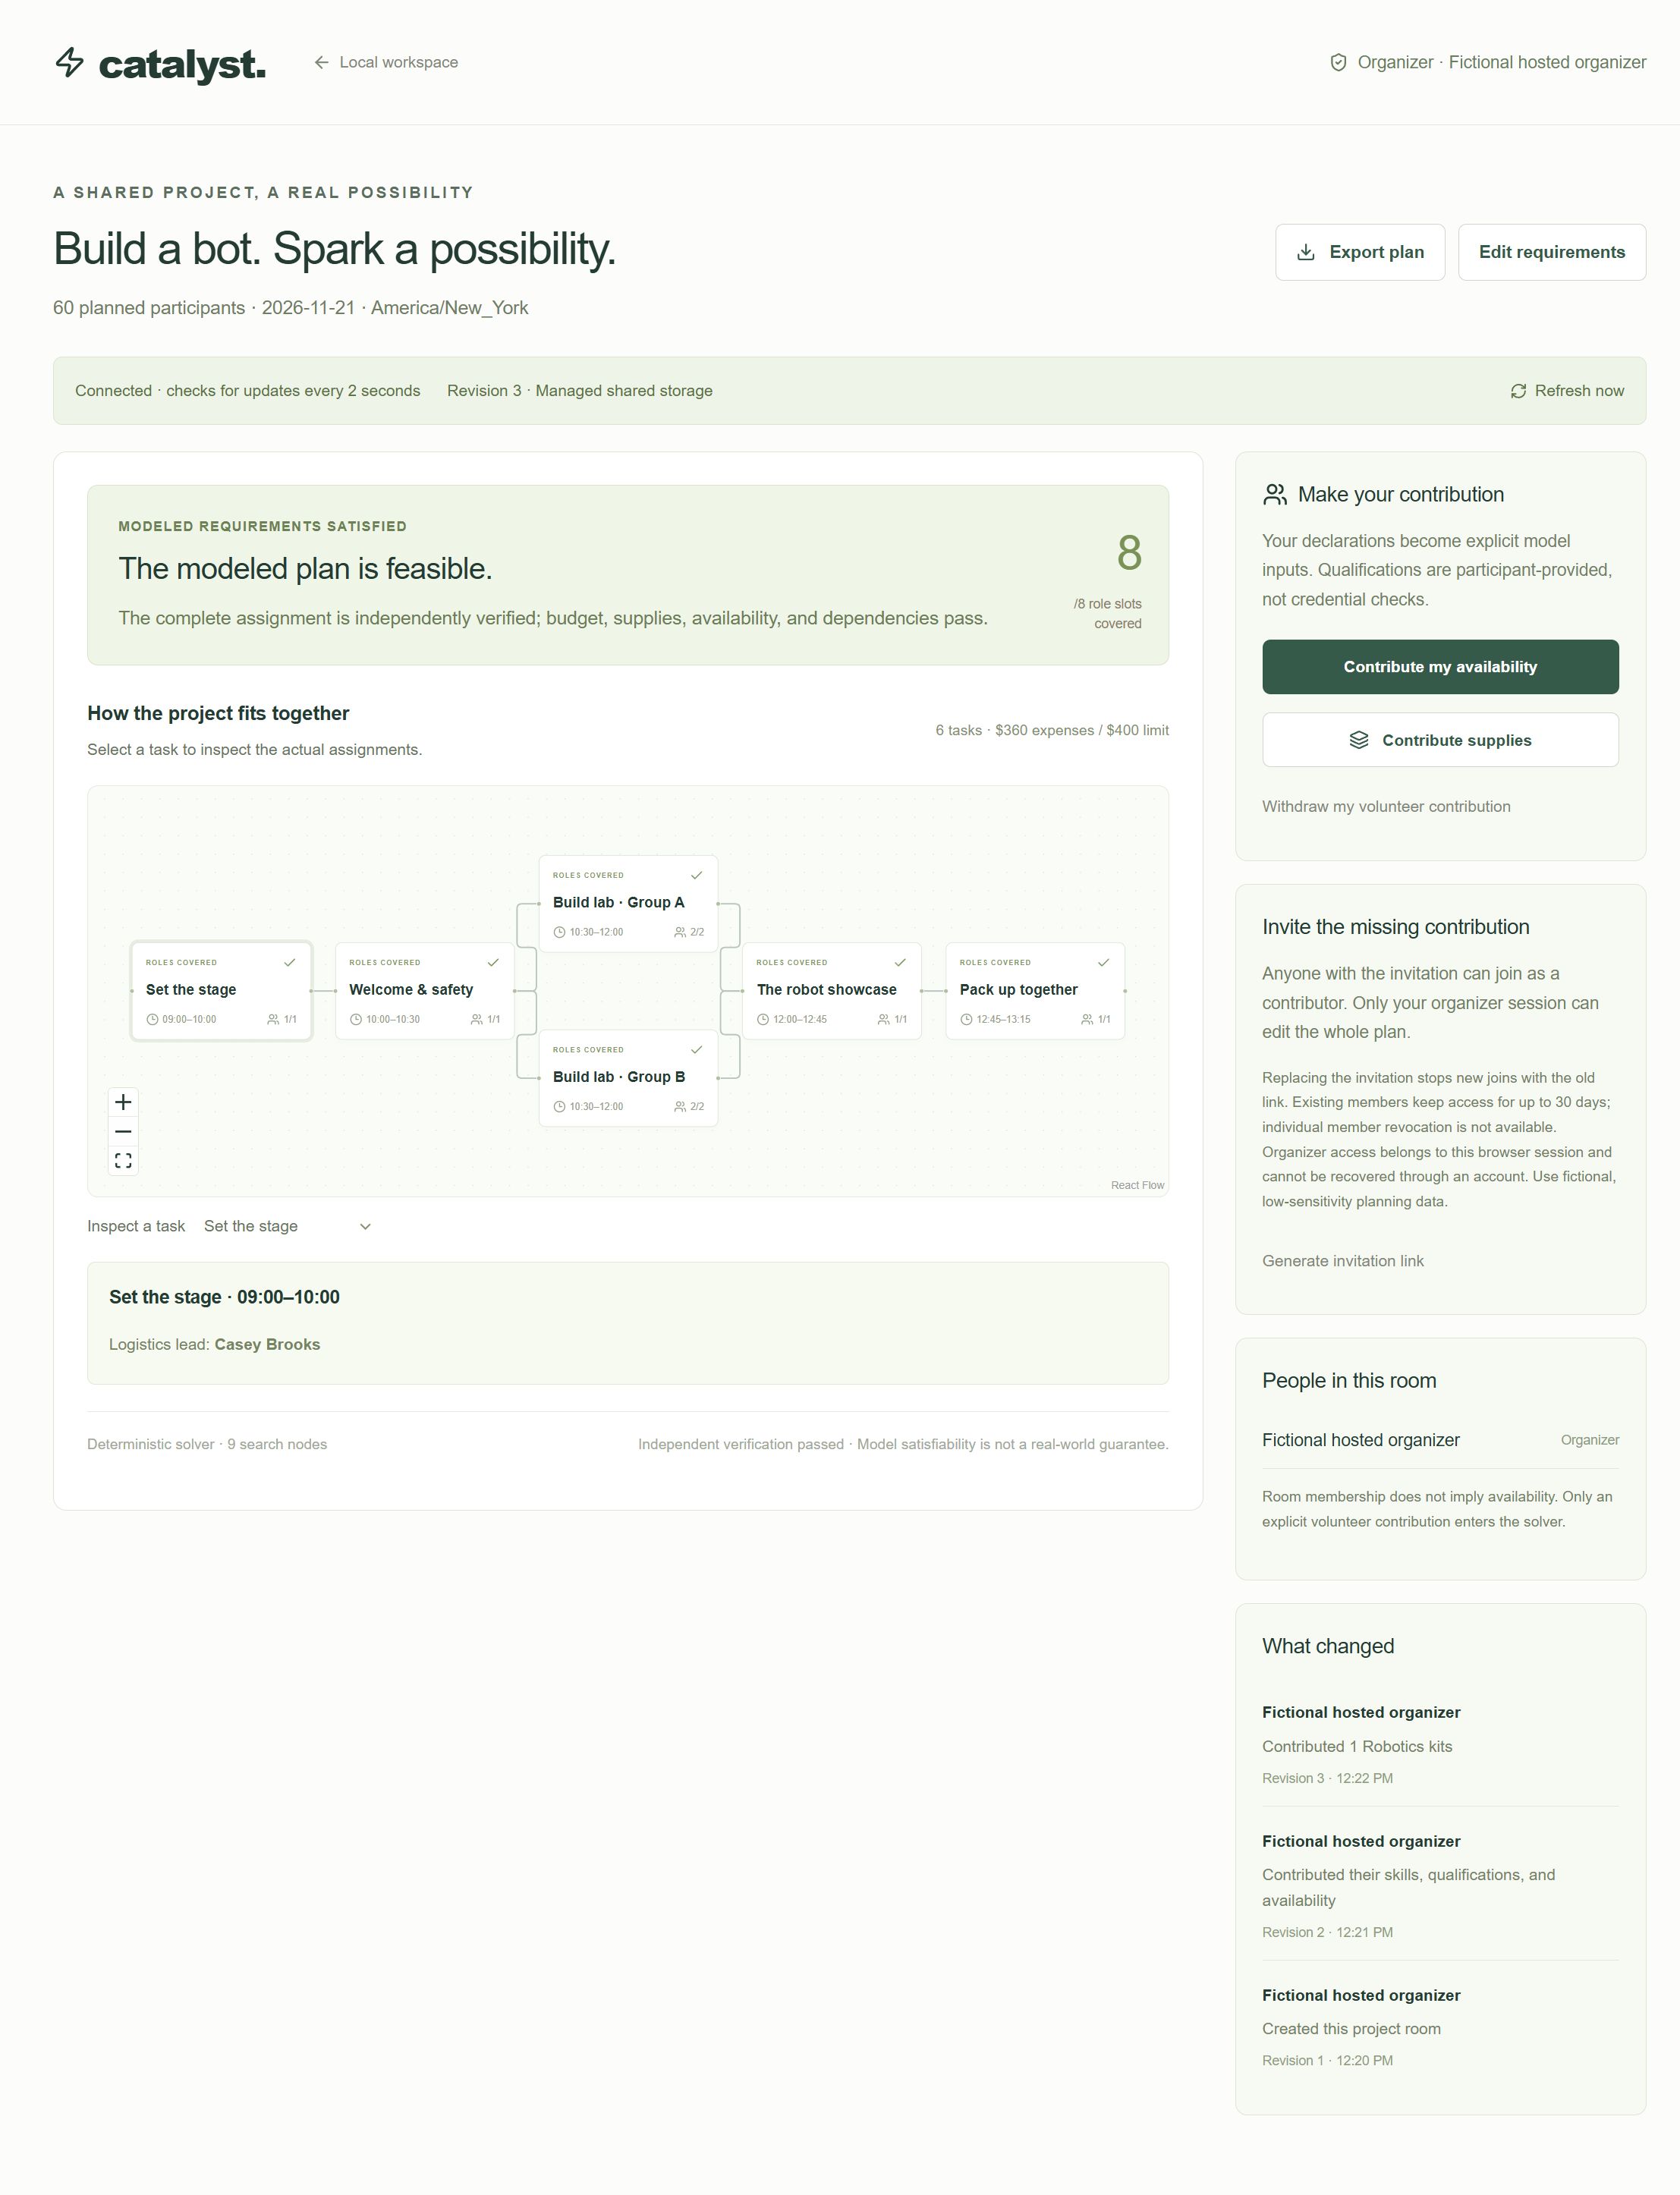 catalyst.
Local workspace
Organizer · Fictional hosted organizer
A SHARED PROJECT, A REAL POSSIBILITY
Build a bot. Spark a possibility.
Export plan
Edit requirements
60 planned participants · 2026-11-21 · America/New_York
Connected · checks for updates every 2 seconds
Revision 3 · Managed shared storage
Refresh now
MODELED REQUIREMENTS SATISFIED
The modeled plan is feasible.
The complete assignment is independently verified; budget, supplies, availability, and dependencies pass.
8
/8 role slots
covered
How the project fits together
Select a task to inspect the actual assignments.
6 tasks · $360 expenses / $400 limit
ROLES COVERED
Set the stage
09:00–10:00
1/1
ROLES COVERED
Welcome & safety
10:00–10:30
1/1
ROLES COVERED
Build lab · Group A
10:30–12:00
2/2
ROLES COVERED
Build lab · Group B
10:30–12:00
2/2
ROLES COVERED
The robot showcase
12:00–12:45
1/1
ROLES COVERED
Pack up together
12:45–13:15
1/1
React Flow
Inspect a task
Set the stage
Set the stage · 09:00–10:00
Logistics lead: Casey Brooks
Deterministic solver · 9 search nodes
Independent verification passed · Model satisfiability is not a real-world guarantee.
Make your contribution
Your declarations become explicit model
inputs. Qualifications are participant-provided,
not credential checks.
Contribute my availability
Contribute supplies
Withdraw my volunteer contribution
Invite the missing contribution
Anyone with the invitation can join as a
contributor. Only your organizer session can
edit the whole plan.
Replacing the invitation stops new joins with the old
link. Existing members keep access for up to 30 days;
individual member revocation is not available.
Organizer access belongs to this browser session and
cannot be recovered through an account. Use fictional,
low-sensitivity planning data.
Generate invitation link
People in this room
Fictional hosted organizer
Organizer
Room membership does not imply availability. Only an
explicit volunteer contribution enters the solver.
What changed
Fictional hosted organizer
Contributed 1 Robotics kits
Revision 3 · 12:22 PM
Fictional hosted organizer
Contributed their skills, qualifications, and
availability
Revision 2 · 12:21 PM
Fictional hosted organizer
Created this project room
Revision 1 · 12:20 PM